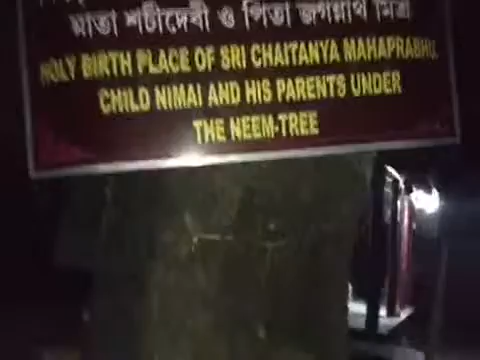 মাতা শচীদেবী ও পিতা জগন্নাথ মিশ্র
HOLY BIRTH PLACE OF SRI CHAITANYA MAHAPRABHU,
CHILD NIMAI AND HIS PARENTS UNDER
THE NEEM-TREE